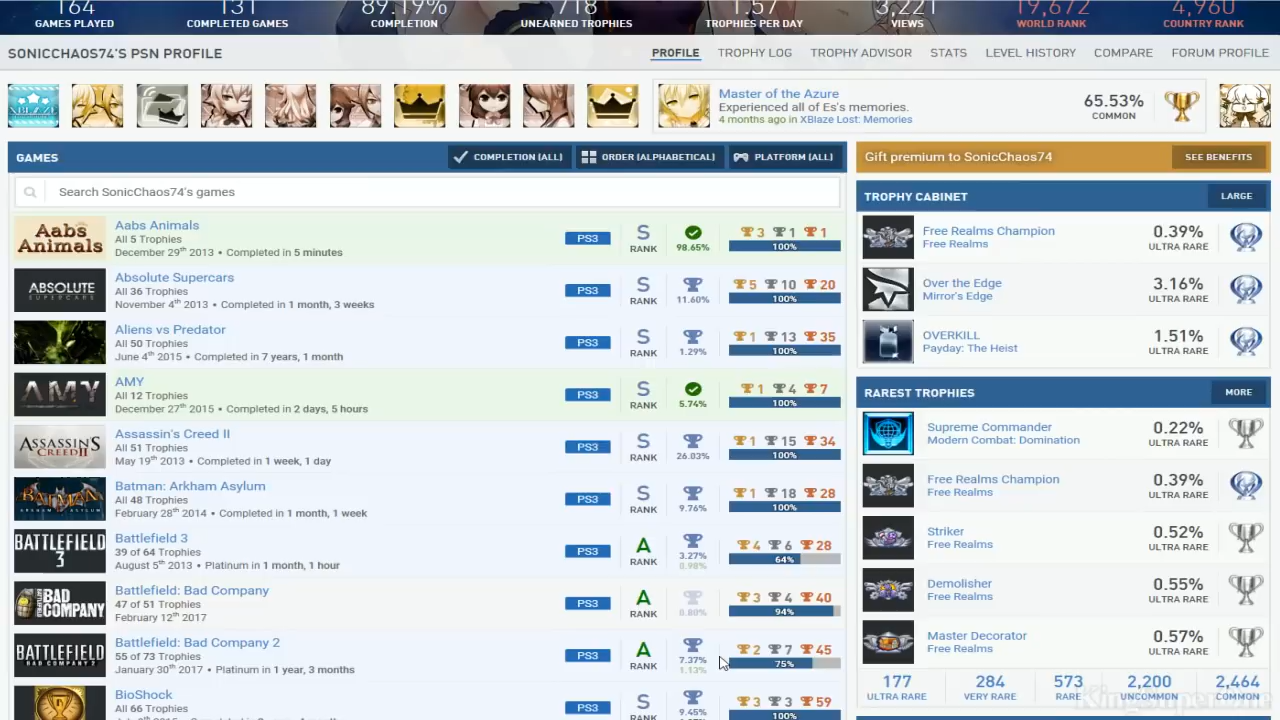 164 131 89.19% 718 1.57 3,221 19,672 4,960
GAMES PLAYED COMPLETED GAMES COMPLETION UNEARNED TROPHIES TROPHIES PER DAY VIEWS WORLD RANK COUNTRY RANK
SONICCHAOS74'S PSN PROFILE PROFILE TROPHY LOG TROPHY ADVISOR STATS LEVEL HISTORY COMPARE FORUM PROFILE
Master of the Azure
Experienced all of Es's memories.
4 months ago in XBlaze Lost: Memories
65.53%
COMMON
GAMES COMPLETION (ALL) ORDER (ALPHABETICAL) PLATFORM (ALL)
Search SonicChaos74's games
Aabs Animals
All 5 Trophies
December 29th 2013 • Completed in 5 minutes
PS3 S RANK 98.65% 3 1 1 100%
Absolute Supercars
All 36 Trophies
November 4th 2013 • Completed in 1 month, 3 weeks
PS3 S RANK 11.60% 5 10 20 100%
Aliens vs Predator
All 50 Trophies
June 4th 2015 • Completed in 7 years, 1 month
PS3 S RANK 1.29% 1 13 35 100%
AMY
All 12 Trophies
December 27th 2015 • Completed in 2 days, 5 hours
PS3 S RANK 5.74% 1 4 7 100%
Assassin's Creed II
All 51 Trophies
May 19th 2013 • Completed in 1 week, 1 day
PS3 S RANK 26.03% 1 15 34 100%
Batman: Arkham Asylum
All 48 Trophies
February 28th 2014 • Completed in 1 month, 1 week
PS3 S RANK 9.76% 1 18 28 100%
Battlefield 3
39 of 64 Trophies
August 5th 2013 • Platinum in 1 month, 1 hour
PS3 A RANK 3.27% 0.98% 4 6 28 64%
Battlefield: Bad Company
47 of 51 Trophies
February 12th 2017
PS3 A RANK 0.80% 3 4 40 94%
Battlefield: Bad Company 2
55 of 73 Trophies
January 30th 2017 • Platinum in 1 year, 3 months
PS3 A RANK 7.37% 1.13% 2 7 45 75%
BioShock
All 66 Trophies
PS3 S RANK 9.45% 3 3 59 100%
Gift premium to SonicChaos74 SEE BENEFITS
TROPHY CABINET LARGE
Free Realms Champion
Free Realms
0.39%
ULTRA RARE
Over the Edge
Mirror's Edge
3.16%
ULTRA RARE
OVERKILL
Payday: The Heist
1.51%
ULTRA RARE
RAREST TROPHIES MORE
Supreme Commander
Modern Combat: Domination
0.22%
ULTRA RARE
Free Realms Champion
Free Realms
0.39%
ULTRA RARE
Striker
Free Realms
0.52%
ULTRA RARE
Demolisher
Free Realms
0.55%
ULTRA RARE
Master Decorator
Free Realms
0.57%
ULTRA RARE
177 284 573 2,200 2,464
ULTRA RARE VERY RARE RARE UNCOMMON COMMON